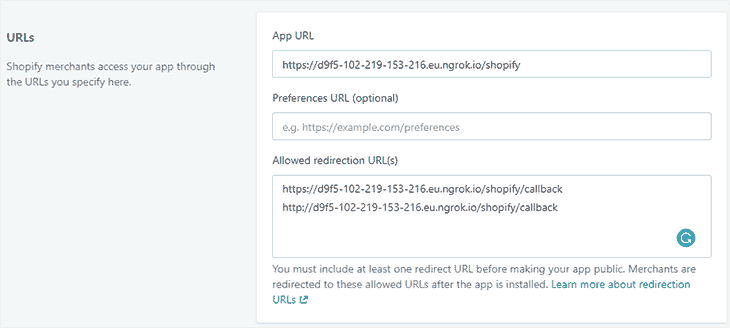 URLs
Shopify merchants access your app through
the URLs you specify here.
App URL
https://d9f5-102-219-153-216.eu.ngrok.io/shopify
Preferences URL (optional)
e.g. https://example.com/preferences
Allowed redirection URL(s)
https://d9f5-102-219-153-216.eu.ngrok.io/shopify/callback
http://d9f5-102-219-153-216.eu.ngrok.io/shopify/callback
You must include at least one redirect URL before making your app public. Merchants are
redirected to these allowed URLs after the app is installed. Learn more about redirection
URLs